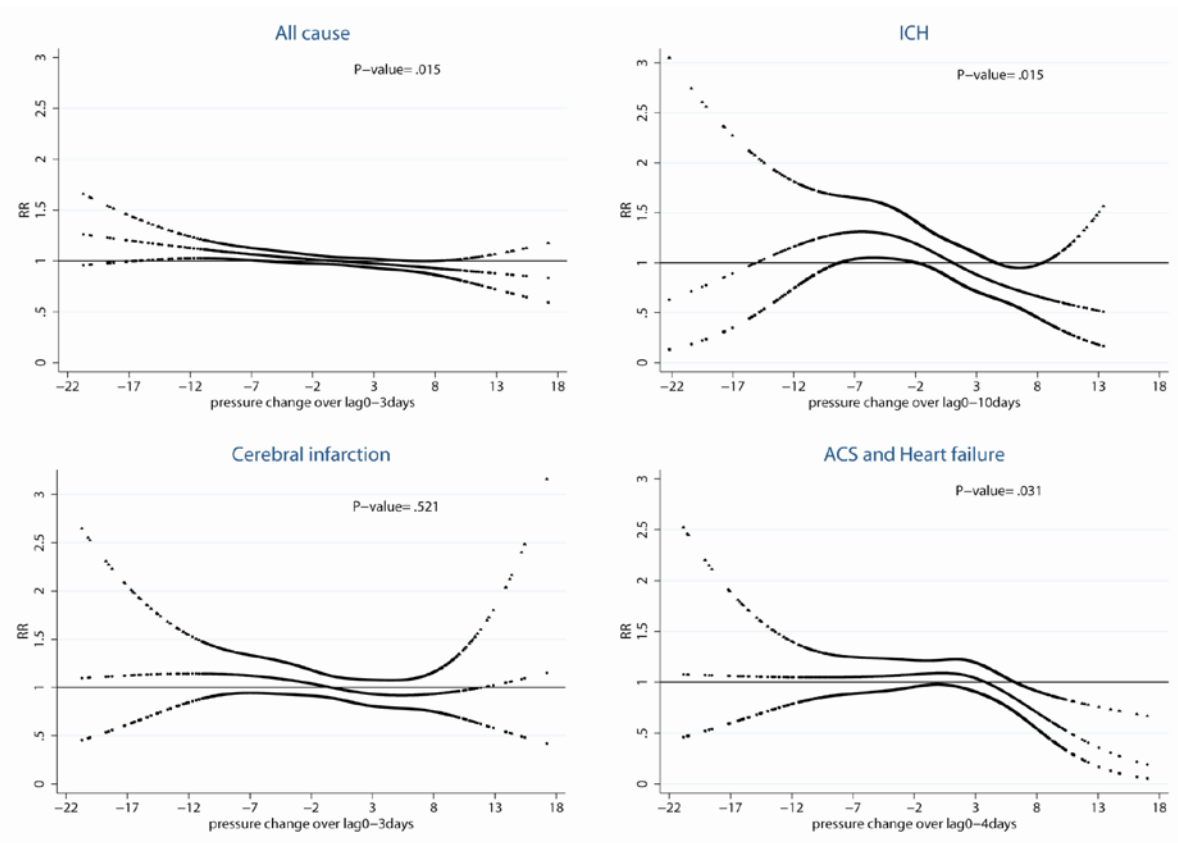 All cause
P-value= .015
RR
3
2.5
2
1.5
1
.5
0
-22 -17 -12 -7 -2 3 8 13 18
pressure change over lag0-3days
ICH
P-value= .015
RR
3
2.5
2
1.5
1
.5
0
-22 -17 -12 -7 -2 3 8 13 18
pressure change over lag0-10days
Cerebral infarction
P-value= .521
RR
3
2.5
2
1.5
1
.5
0
-22 -17 -12 -7 -2 3 8 13 18
pressure change over lag0-3days
ACS and Heart failure
P-value= .031
RR
3
2.5
2
1.5
1
.5
0
-22 -17 -12 -7 -2 3 8 13 18
pressure change over lag0-4days